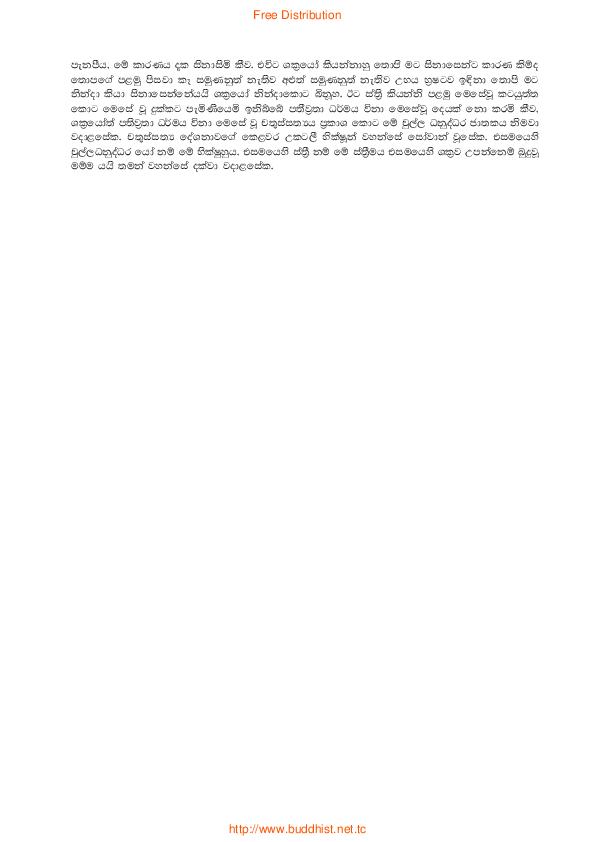 Free Distribution
පැනපීය. මේ කාරණය දැක සිනාසිමි කීව. එවිට ශක්‍රයෝ කියන්නාහු තොපි මට සිනාසෙන්ට කාරණ කිම්ද
තොපගේ පළමු පිසවා කෑ සමුණනුත් නැතිව අළුත් සමුණනුත් නැතිව උභය භ්‍රෂ්ටව ඉඳිනා තොපි මට
නින්දා කියා සිනාසෙන්නේයයි ශක්‍රයෝ නින්දාකොට බිනූහ. ඊට ස්ත්‍රී කියන්නි පළමු මෙසේවූ කටයුත්ත
කොට මෙසේ වූ දුක්කට පැමිණියෙමි ඉනිබ්බේ පතිව්‍රතා ධර්මය විනා මෙසේවූ දෙයක් නො කරමි කීව,
ශක්‍රයෝත් පතිව්‍රතා ධර්මය විනා මෙසේ වූ චතුස්සත්‍යය ප්‍රකාශ කොට මේ චුල්ල ධනුද්ධර ජාතකය නිමවා
වදාළසේක. චතුස්සත්‍ය දේශනාවගේ කෙළවර උකටලී භික්ෂූන් වහන්සේ සෝවාන් වූසේක. එසමයෙහි
චුල්ලධනුද්ධර යෝ නම් මේ භික්ෂුහුය. එසමයෙහි ස්ත්‍රී නම් මේ ස්ත්‍රීමය එසමයෙහි ශක්‍රව උපන්නෙම් බුදුවූ
මම්ම යයි තමන් වහන්සේ දක්වා වදාළසේක.
http://www.buddhist.net.tc